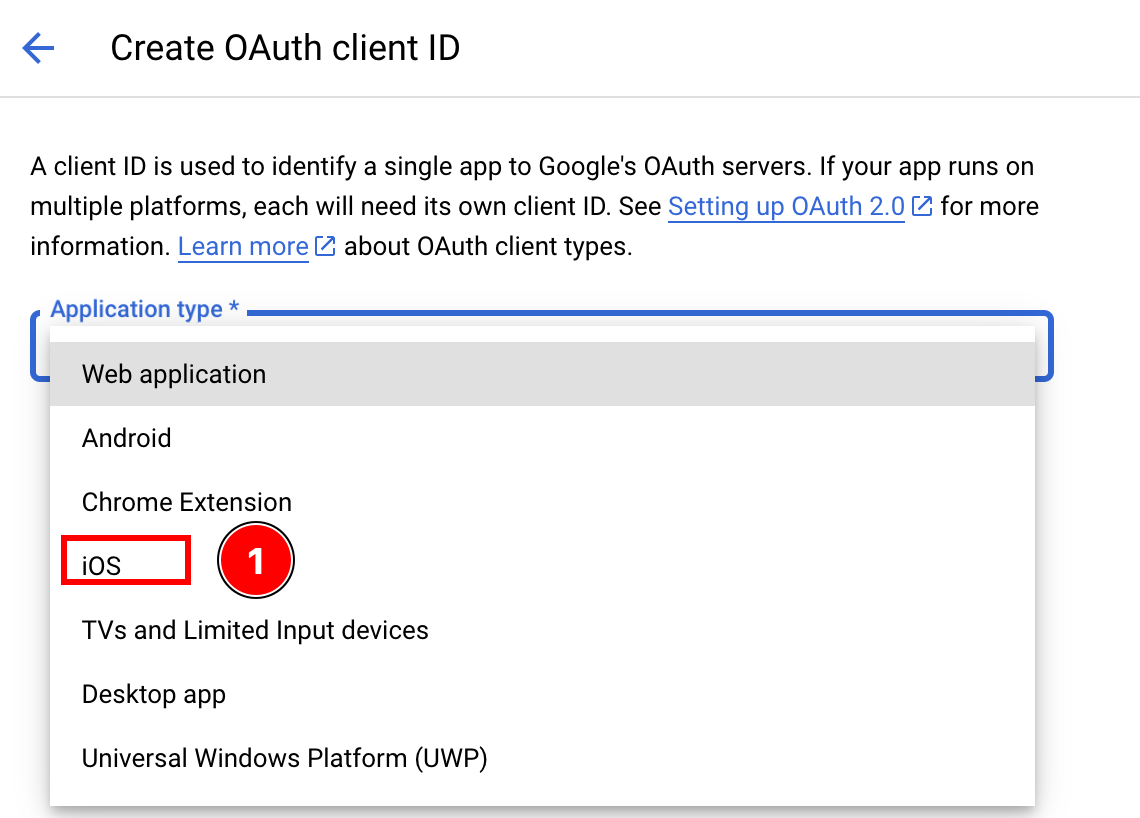 Create OAuth client ID
A client ID is used to identify a single app to Google's OAuth servers. If your app runs on
multiple platforms, each will need its own client ID. See Setting up OAuth 2.0 for more
information. Learn more about OAuth client types.
Application type *
Web application
Android
Chrome Extension
iOS 1
TVs and Limited Input devices
Desktop app
Universal Windows Platform (UWP)